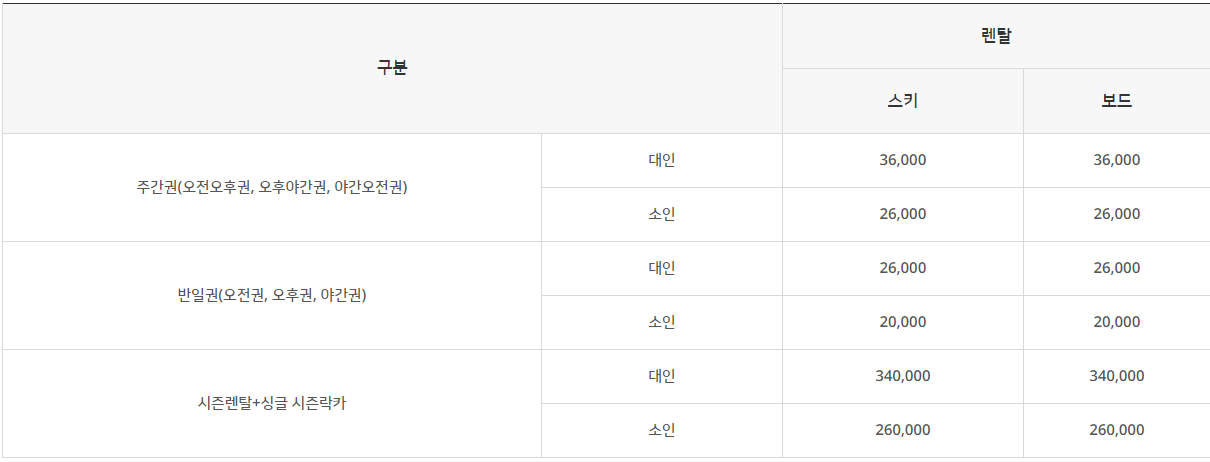 구분
렌탈
스키
보드
주간권(오전오후권, 오후야간권, 야간오전권)
대인
36,000
36,000
소인
26,000
26,000
반일권(오전권, 오후권, 야간권)
대인
26,000
26,000
소인
20,000
20,000
시즌렌탈+싱글 시즌락카
대인
340,000
340,000
소인
260,000
260,000